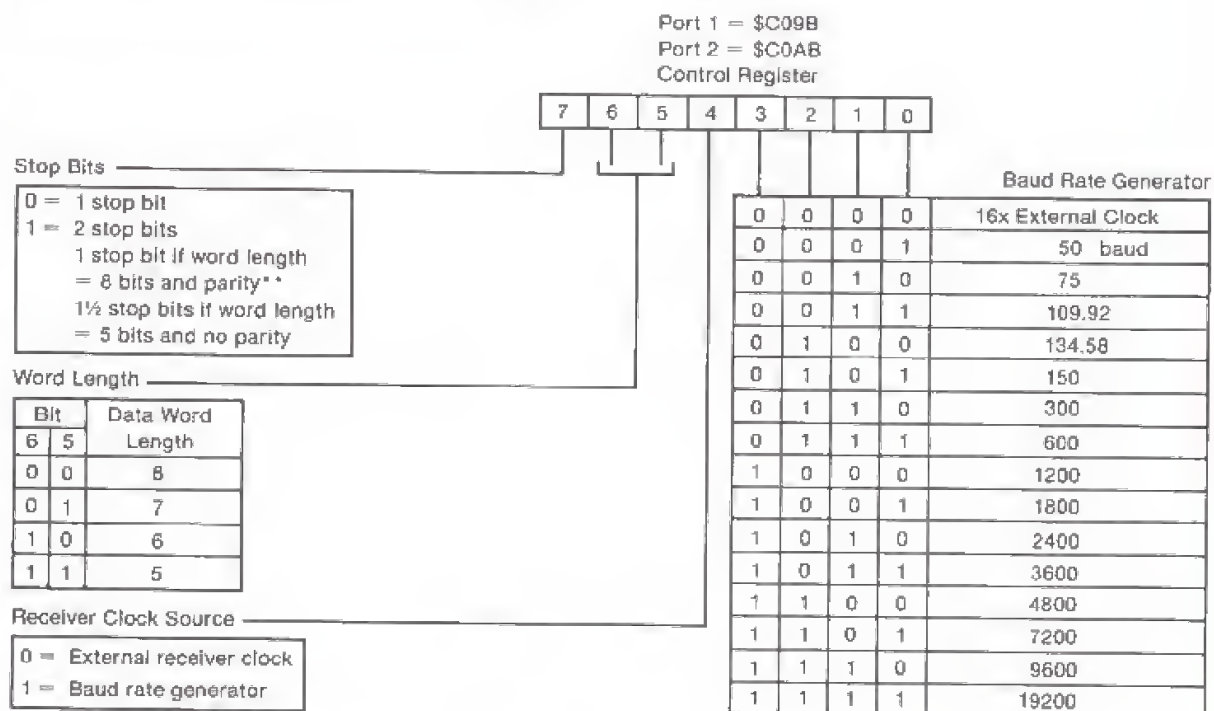 Port 1 = $C09B
Port 2 = $C0AB
Control Register
7 6 5 4 3 2 1 0
Stop Bits
0 = 1 stop bit
1 = 2 stop bits
1 stop bit if word length
= 8 bits and parity**
1½ stop bits if word length
= 5 bits and no parity
Word Length
Bit Data Word
6 5 Length
0 0 8
0 1 7
1 0 6
1 1 5
Receiver Clock Source
0 = External receiver clock
1 = Baud rate generator
Baud Rate Generator
0 0 0 0 16x External Clock
0 0 0 1 50 baud
0 0 1 0 75
0 0 1 1 109.92
0 1 0 0 134.58
0 1 0 1 150
0 1 1 0 300
0 1 1 1 600
1 0 0 0 1200
1 0 0 1 1800
1 0 1 0 2400
1 0 1 1 3600
1 1 0 0 4800
1 1 0 1 7200
1 1 1 0 9600
1 1 1 1 19200